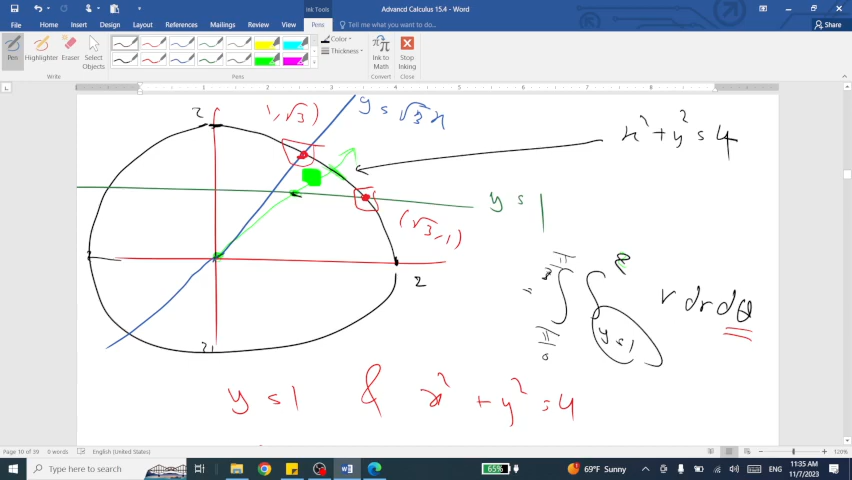 Advanced Calculus 15.4 - Word
Ink Tools
File Home Insert Draw Design Layout References Mailings Review View Pens Tell me what you want to do
Share
Pen Highlighter Eraser Select Objects
Color
Thickness
Ink to Math
Stop Inking
Write Pens Convert Close
2
1, √3)
y = √3 x
x² + y² = 4
y = 1
(√3, 1)
2
= ∫ ∫ r dr dθ
π
3
2
π
6
y = 1
y = 1 & x² + y² = 4
Page 10 of 39 0 words English (United States)
120%
Type here to search
65%
69°F Sunny
ENG
11:35 AM
11/7/2023